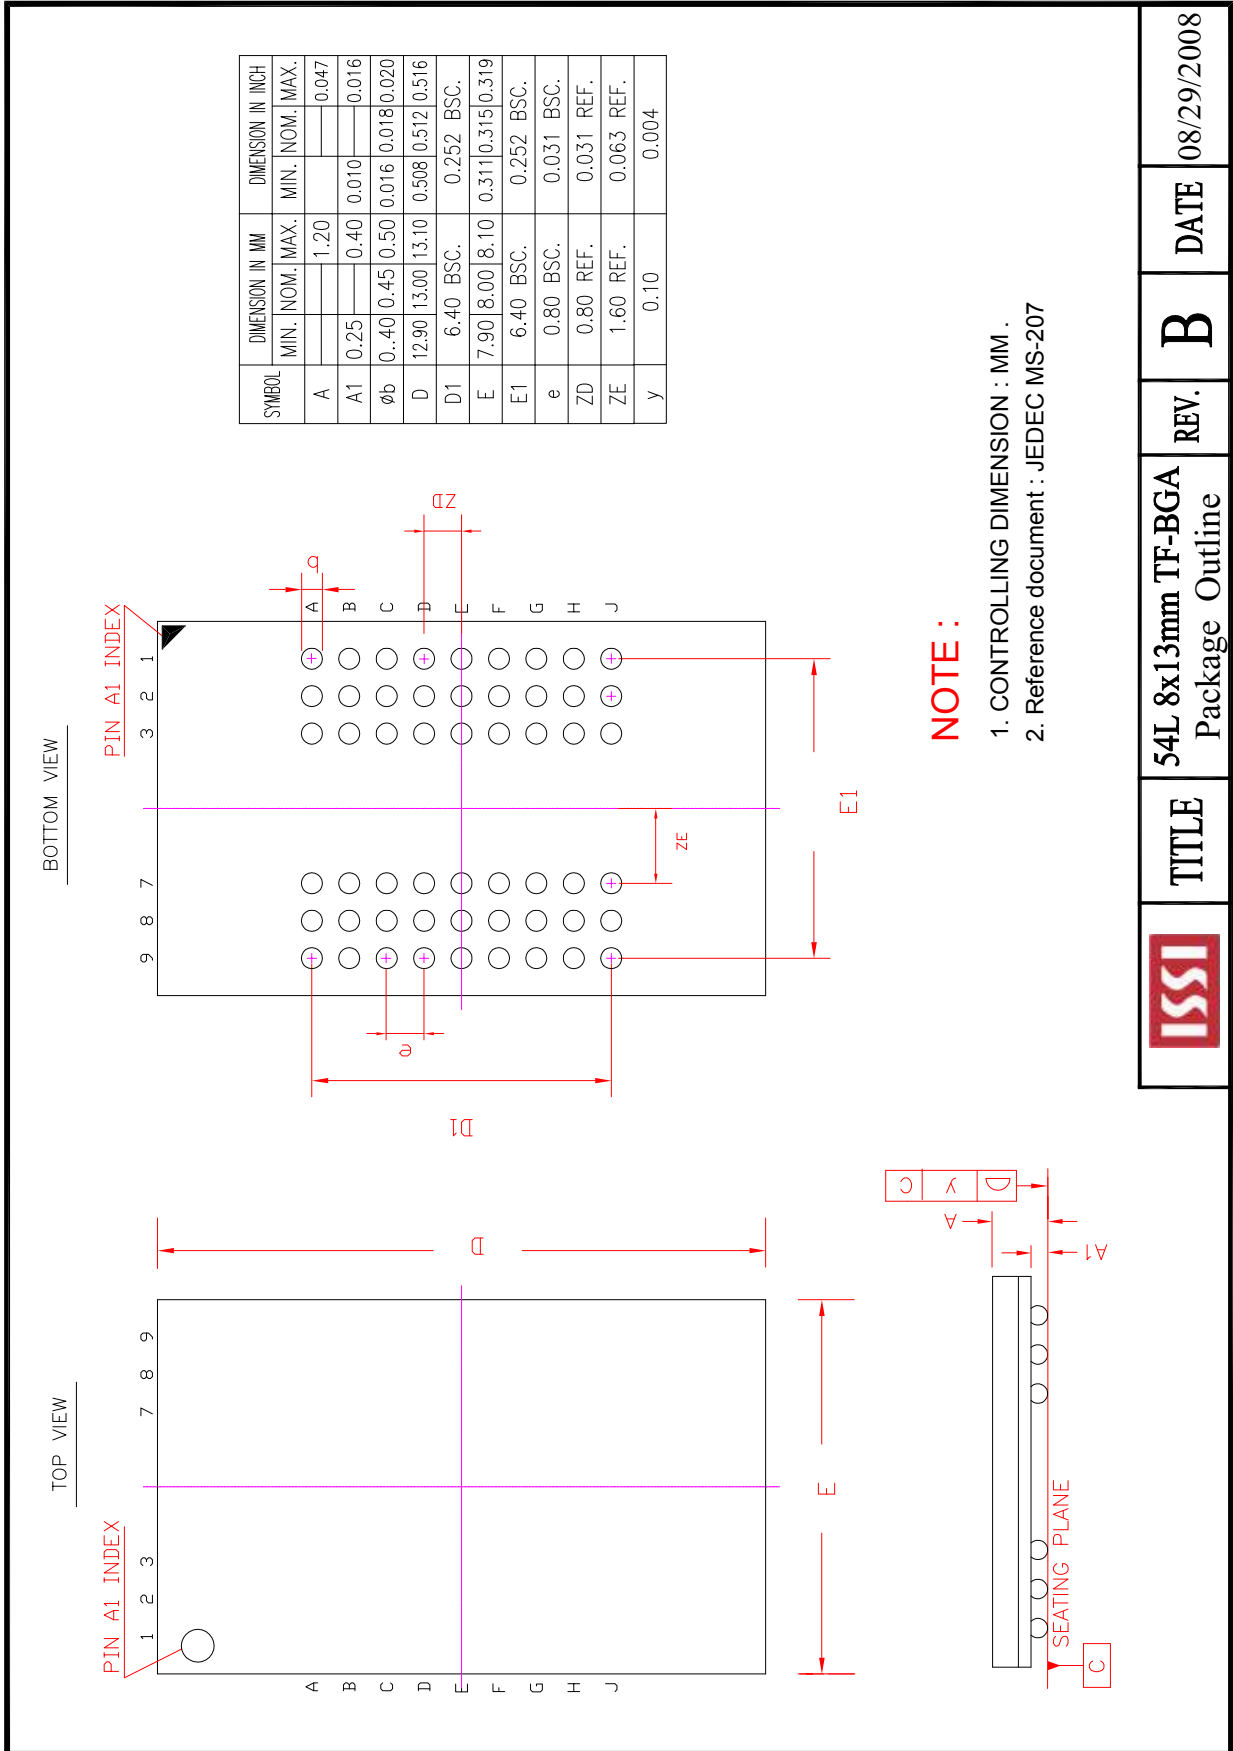 TOP VIEW
PIN A1 INDEX
1 2 3 7 8 9
A
B
C
D
E
F
G
H
J
D
E
BOTTOM VIEW
PIN A1 INDEX
9 8 7 3 2 1
A
B
C
D
E
F
G
H
J
b
ZD
e
D1
ZE
E1
SYMBOL DIMENSION IN MM DIMENSION IN INCH
MIN. NOM. MAX. MIN. NOM. MAX.
A 1.20 0.047
A1 0.25 0.40 0.010 0.016
øb 0..40 0.45 0.50 0.016 0.018 0.020
D 12.90 13.00 13.10 0.508 0.512 0.516
D1 6.40 BSC. 0.252 BSC.
E 7.90 8.00 8.10 0.311 0.315 0.319
E1 6.40 BSC. 0.252 BSC.
e 0.80 BSC. 0.031 BSC.
ZD 0.80 REF. 0.031 REF.
ZE 1.60 REF. 0.063 REF.
y 0.10 0.004
A
A1
D y C
SEATING PLANE
C
NOTE :
1. CONTROLLING DIMENSION : MM .
2. Reference document : JEDEC MS-207
ISSI
TITLE
54L 8x13mm TF-BGA
Package Outline
REV.
B
DATE
08/29/2008